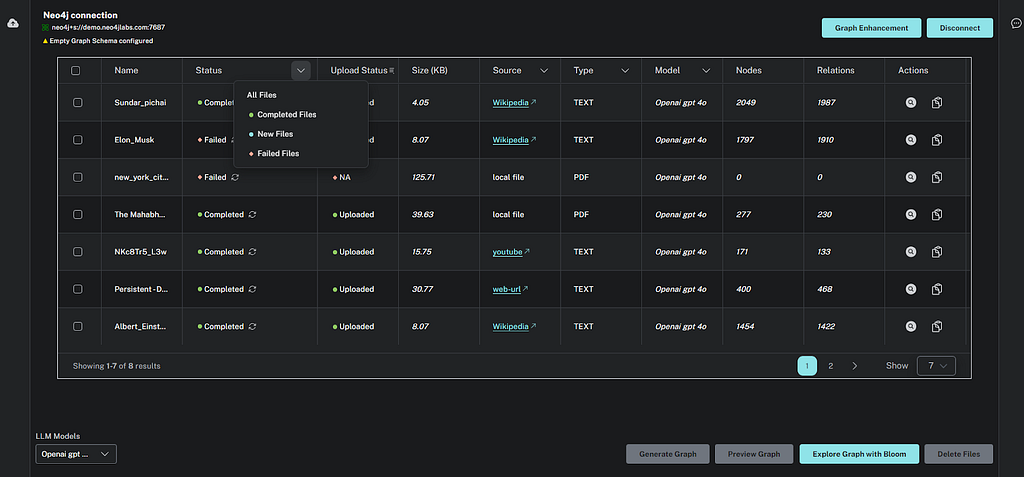 Neo4j connection
neo4j+s://demo.neo4jlabs.com:7687
Empty Graph Schema configured
Graph Enhancement
Disconnect
Name Status Upload Status Size (KB) Source Type Model Nodes Relations Actions
All Files
Completed Files
New Files
Failed Files
Sundar_pichai 4.05 Wikipedia TEXT Openai gpt 4o 2049 1987
Elon_Musk Failed 8.07 Wikipedia TEXT Openai gpt 4o 1797 1910
new_york_cit... Failed NA 125.71 local file PDF Openai gpt 4o 0 0
The Mahabh... Completed Uploaded 39.63 local file PDF Openai gpt 4o 277 230
NKc8Tr5_L3w Completed Uploaded 15.75 youtube TEXT Openai gpt 4o 171 133
Persistent - D... Completed Uploaded 30.77 web-url TEXT Openai gpt 4o 400 468
Albert_Einst... Completed Uploaded 8.07 Wikipedia TEXT Openai gpt 4o 1454 1422
Showing 1-7 of 8 results
1 2 Show 7
LLM Models
Openai gpt ...
Generate Graph
Preview Graph
Explore Graph with Bloom
Delete Files